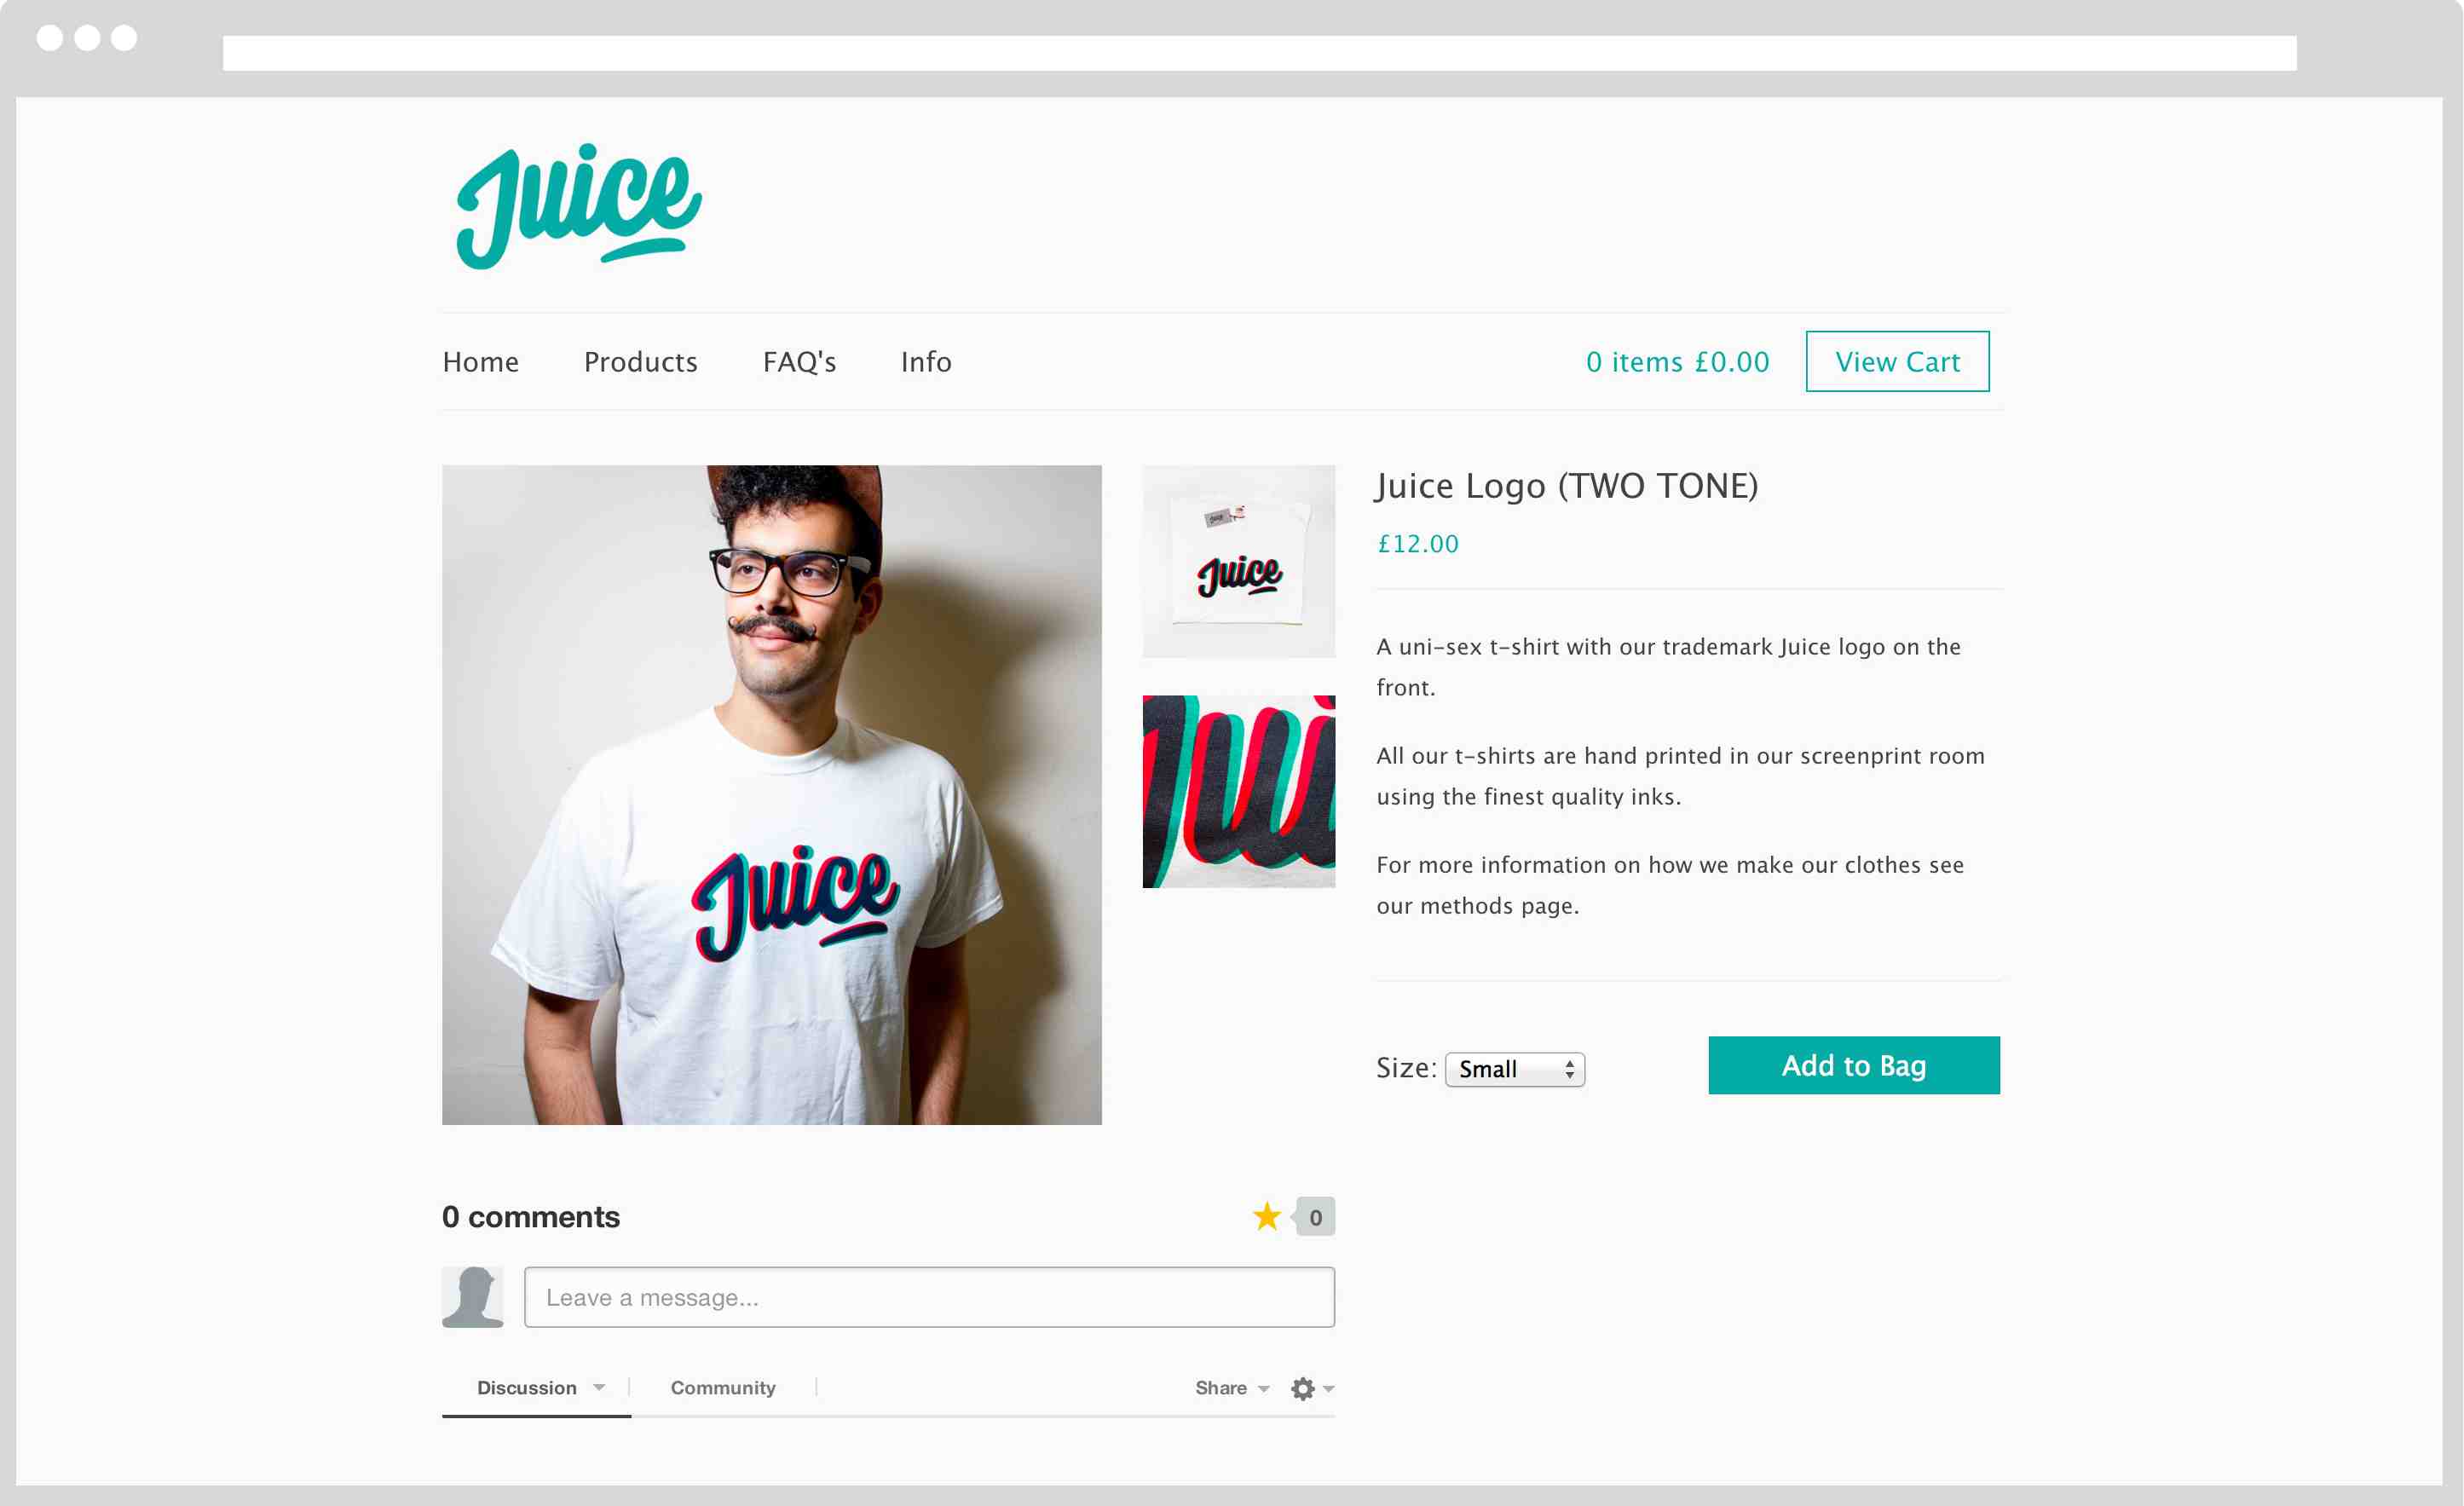 Juice
Home Products FAQ's Info
0 items £0.00 View Cart
Juice Logo (TWO TONE)
£12.00
A uni-sex t-shirt with our trademark Juice logo on the
front.
All our t-shirts are hand printed in our screenprint room
using the finest quality inks.
For more information on how we make our clothes see
our methods page.
Size: Small
Add to Bag
Juice
Juice
Juice
Jui
0 comments
0
Leave a message...
Discussion Community Share